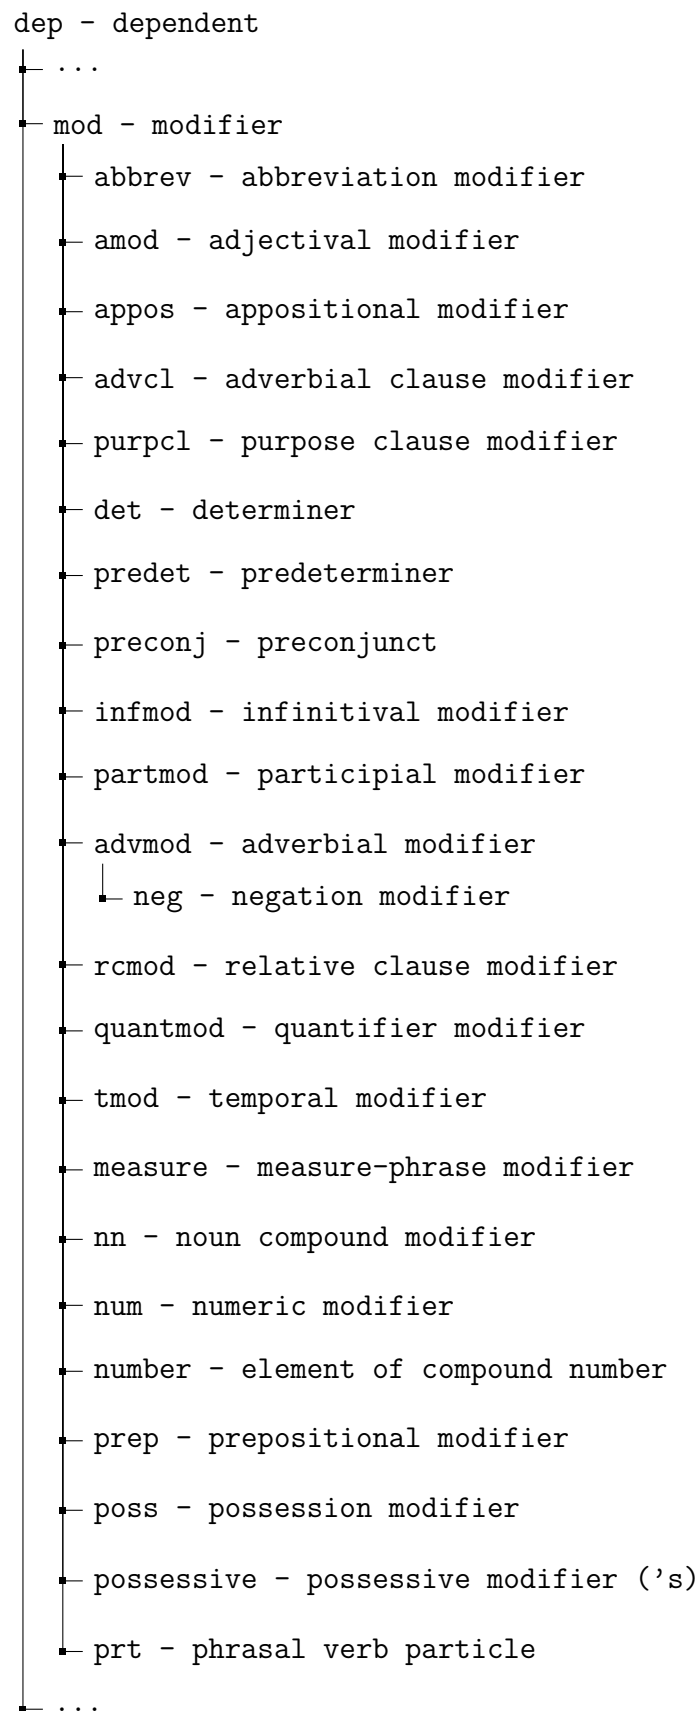 dep - dependent
...
mod - modifier
abbrev - abbreviation modifier
amod - adjectival modifier
appos - appositional modifier
advcl - adverbial clause modifier
purpcl - purpose clause modifier
det - determiner
predet - predeterminer
preconj - preconjunct
infmod - infinitival modifier
partmod - participial modifier
advmod - adverbial modifier
neg - negation modifier
rcmod - relative clause modifier
quantmod - quantifier modifier
tmod - temporal modifier
measure - measure-phrase modifier
nn - noun compound modifier
num - numeric modifier
number - element of compound number
prep - prepositional modifier
poss - possession modifier
possessive - possessive modifier (’s)
prt - phrasal verb particle
...